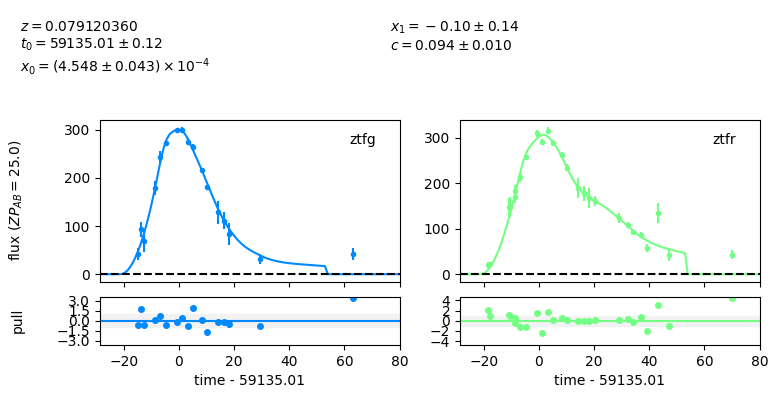 z = 0.079120360
t₀ = 59135.01 ± 0.12
x₀ = (4.548 ± 0.043) × 10⁻⁴
x₁ = −0.10 ± 0.14
c = 0.094 ± 0.010
flux (ZP_AB = 25.0)
300
200
100
0
ztfg
300
200
100
0
ztfr
pull
3.0
1.5
0.0
−1.5
−3.0
−20 0 20 40 60 80
time - 59135.01
4
2
0
−2
−4
−20 0 20 40 60 80
time - 59135.01